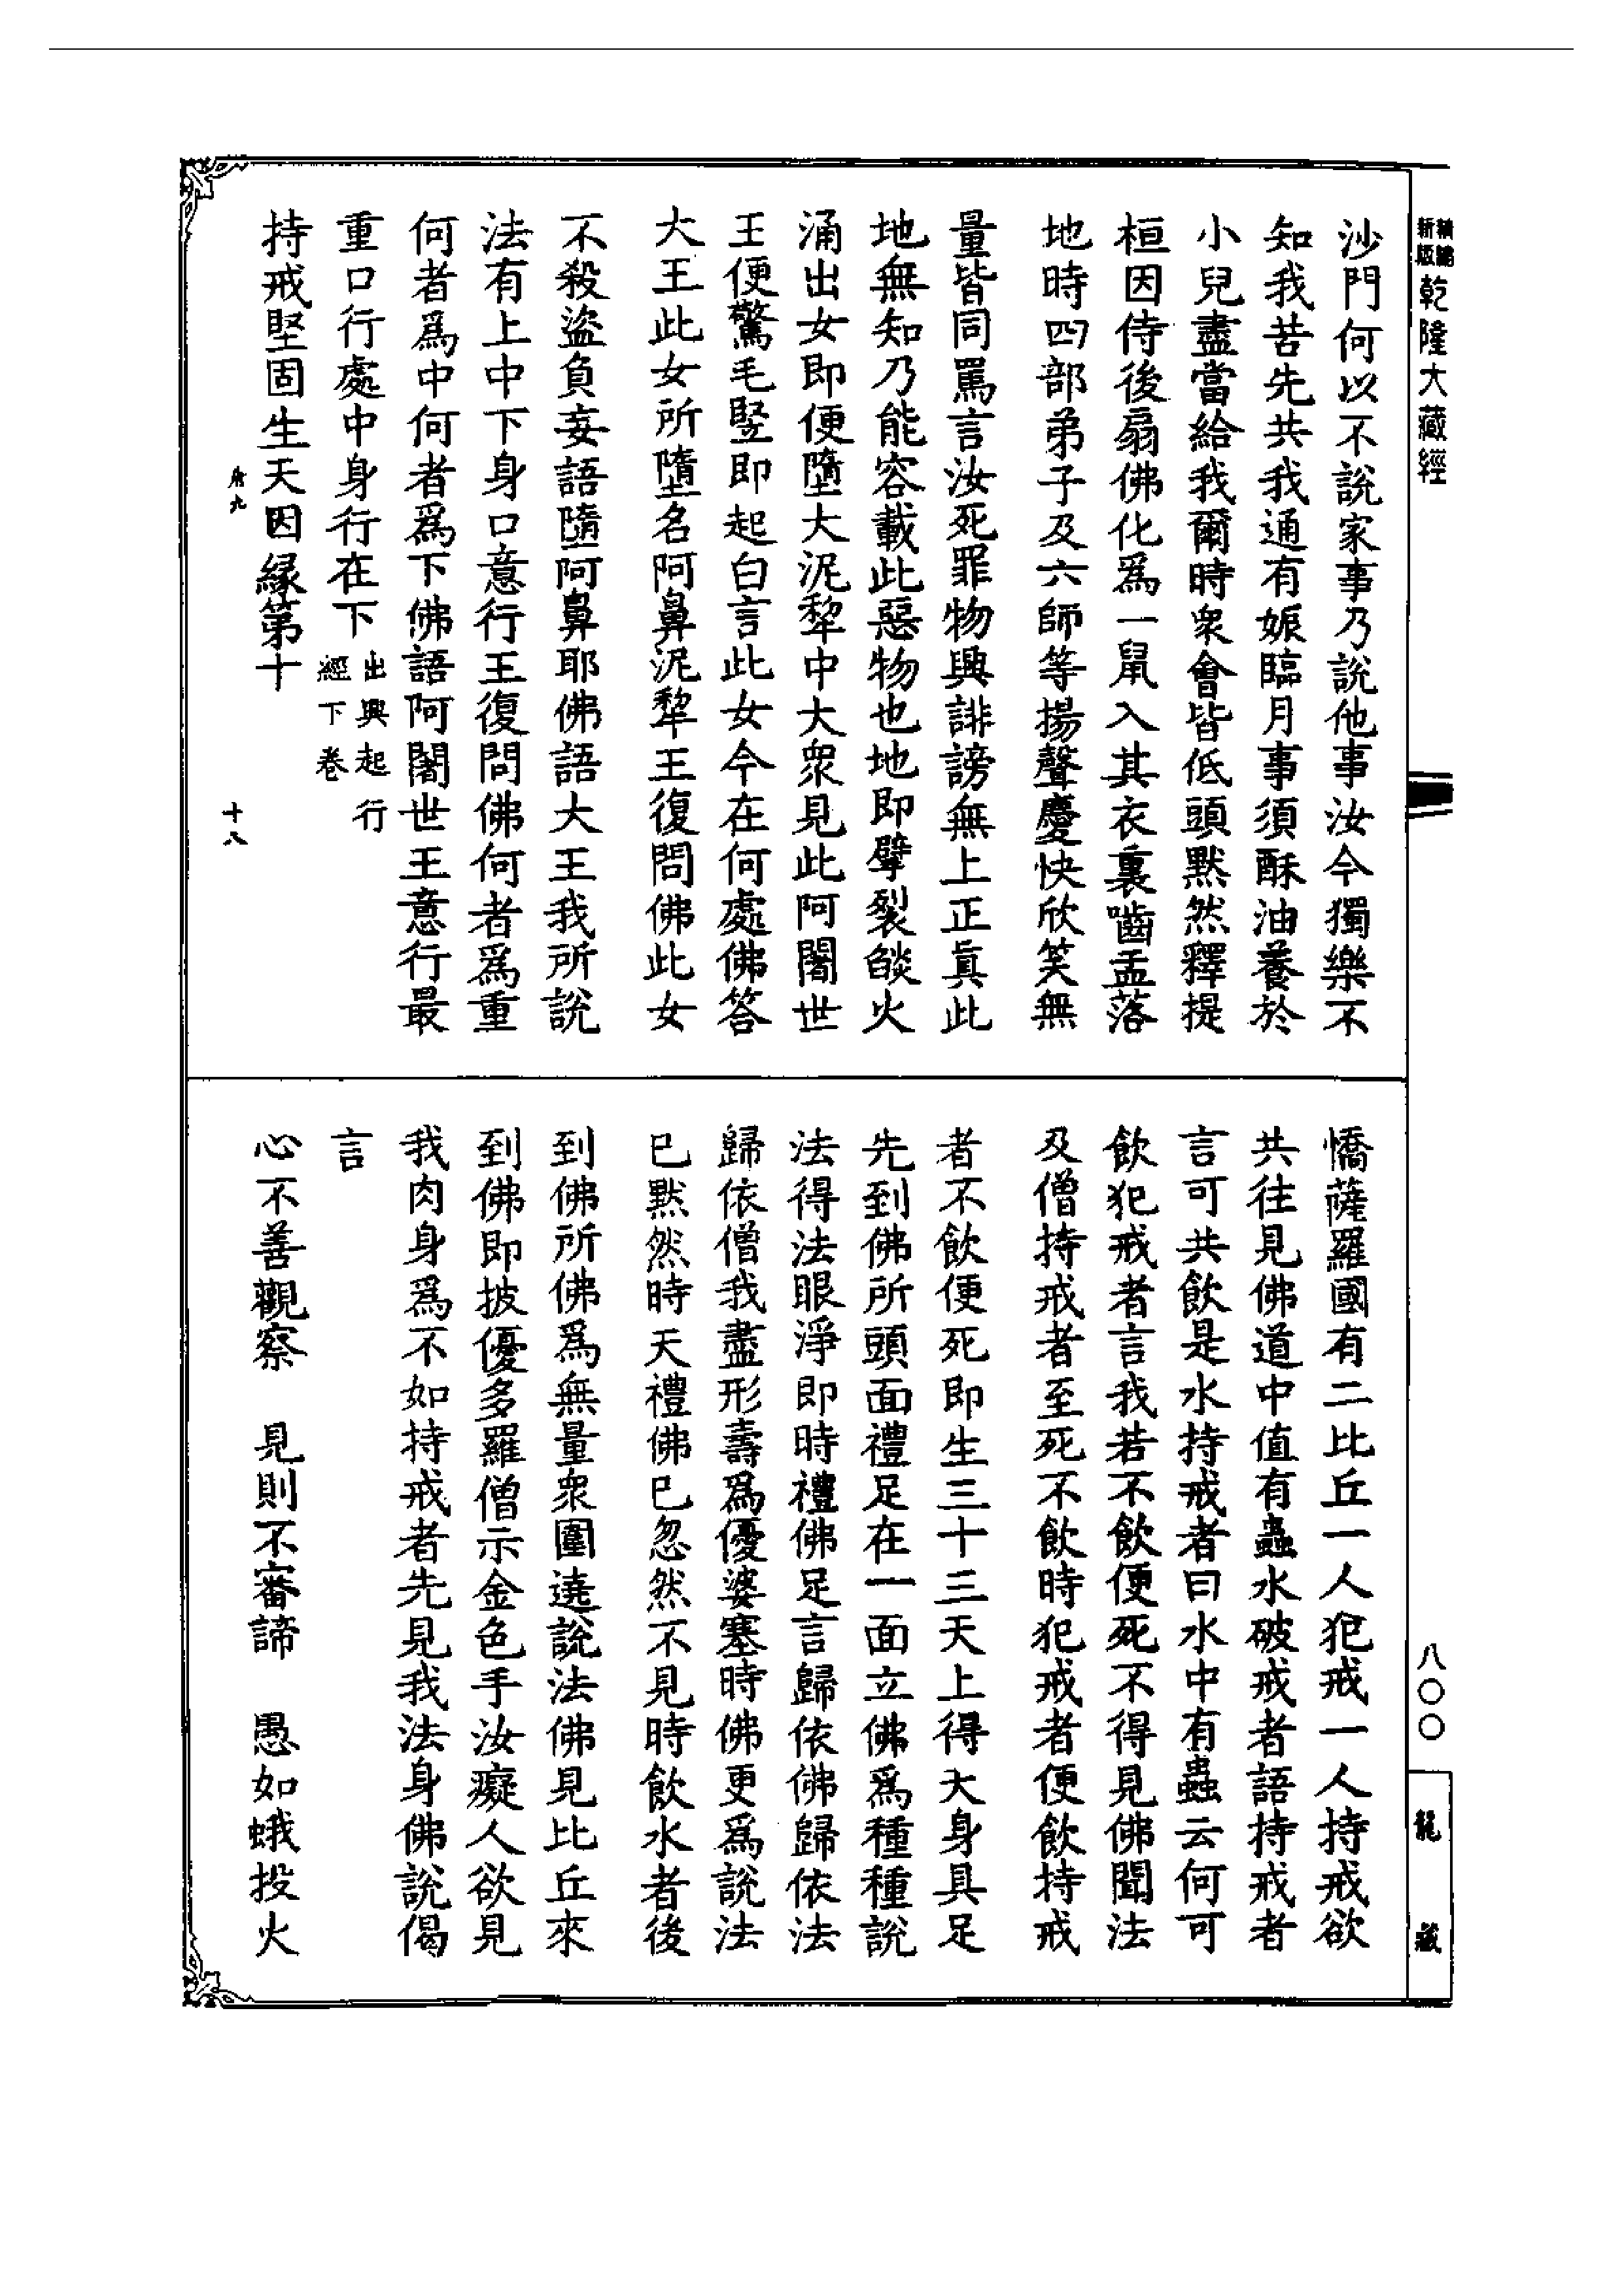 新版
精編
乾隆大藏經
沙門何以不說家事乃說他事汝今獨樂不
知我苦先共我通有娠臨月事須酥油養於
小兒盡當給我爾時衆會皆低頭默然釋提
桓因侍後扇佛化爲一鼠入其衣裏嚙盂落
地時四部弟子及六師等揚聲慶快欣笑無
量皆同罵言汝死罪物興誹謗無上正眞此
地無知乃能容載此惡物也地即擘裂𦦨火
涌出女即便墮大泥犂中大衆見此阿闍世
王便驚毛竪即起白言此女今在何處佛答
大王此女所墮名阿鼻泥犂王復問佛此女
不殺盜負妄語墮阿鼻耶佛語大王我所說
法有上中下身口意行王復問佛何者爲重
何者爲中何者爲下佛語阿闍世王意行最
重口行處中身行在下出興起行
經下卷
持戒堅固生天因緣第十
十八
憍薩羅國有二比丘一人犯戒一人持戒欲
共往見佛道中值有蟲水破戒者語持戒者
言可共飲是水持戒者曰水中有蟲云何可
飲犯戒者言我若不飲便死不得見佛聞法
及僧持戒者至死不飲時犯戒者便飲持戒
者不飲便死即生三十三天上得大身具足
先到佛所頭面禮足在一面立佛爲種種說
法得法眼淨即時禮佛足言歸依佛歸依法
歸依僧我盡形壽爲優婆塞時佛更爲說法
已默然時天禮佛已忽然不見時飲水者後
到佛所佛爲無量衆圍遶說法佛見比丘來
到佛即披優多羅僧示金色手汝癡人欲見
我肉身爲不如持戒者先見我法身佛說偈
言
心不善觀察　見則不審諦　愚如蛾投火
八〇〇
龍藏